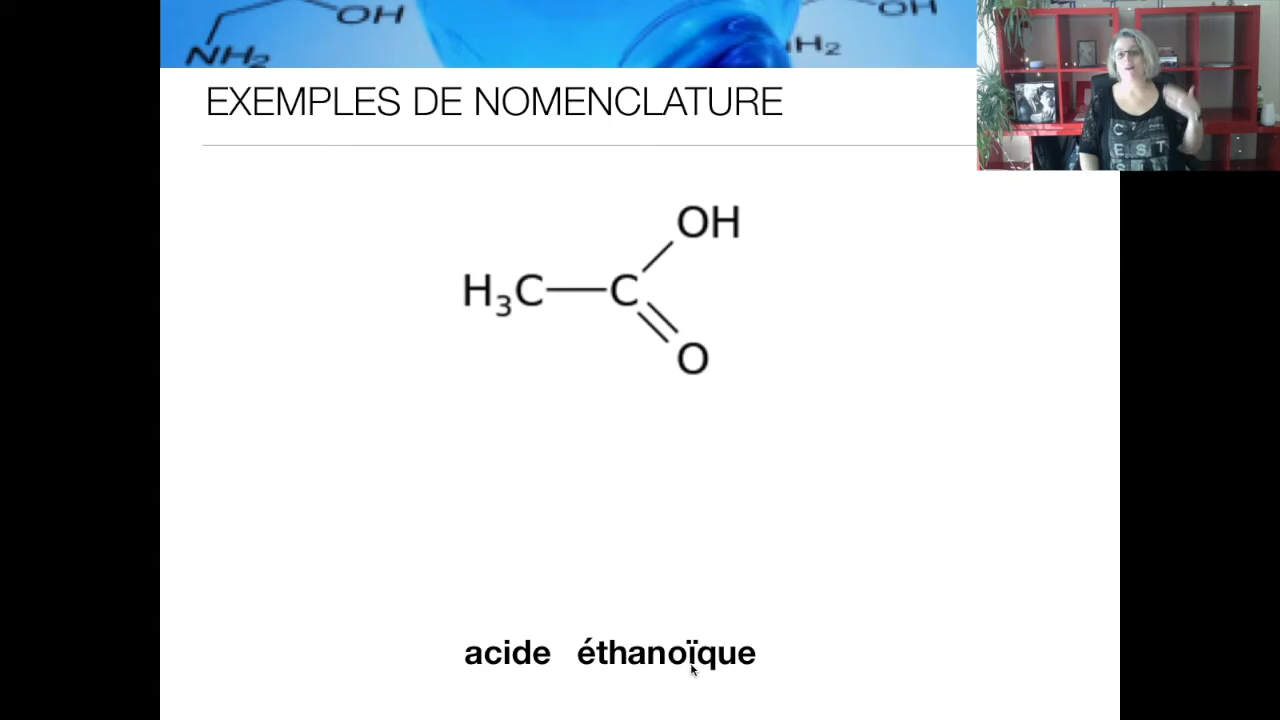 OH
OH
NH₂
H₂
EXEMPLES DE NOMENCLATURE
C
E S T
OH
H₃C
C
O
acide éthanoïque